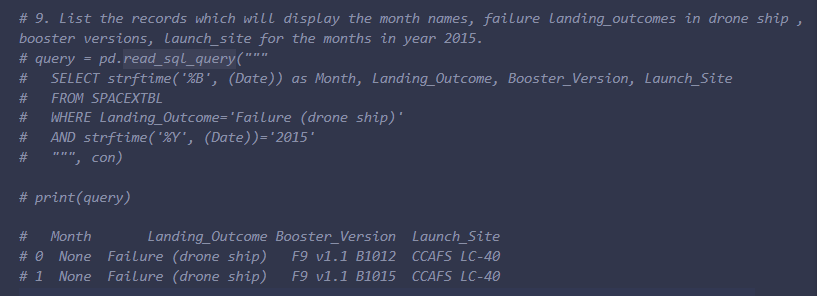 # 9. List the records which will display the month names, failure landing_outcomes in drone ship ,
booster versions, launch_site for the months in year 2015.
# query = pd.read_sql_query("""
#   SELECT strftime('%B', (Date)) as Month, Landing_Outcome, Booster_Version, Launch_Site
#   FROM SPACEXTBL
#   WHERE Landing_Outcome='Failure (drone ship)'
#   AND strftime('%Y', (Date))='2015'
#   """, con)
# print(query)
#   Month       Landing_Outcome Booster_Version  Launch_Site
# 0  None  Failure (drone ship)   F9 v1.1 B1012  CCAFS LC-40
# 1  None  Failure (drone ship)   F9 v1.1 B1015  CCAFS LC-40